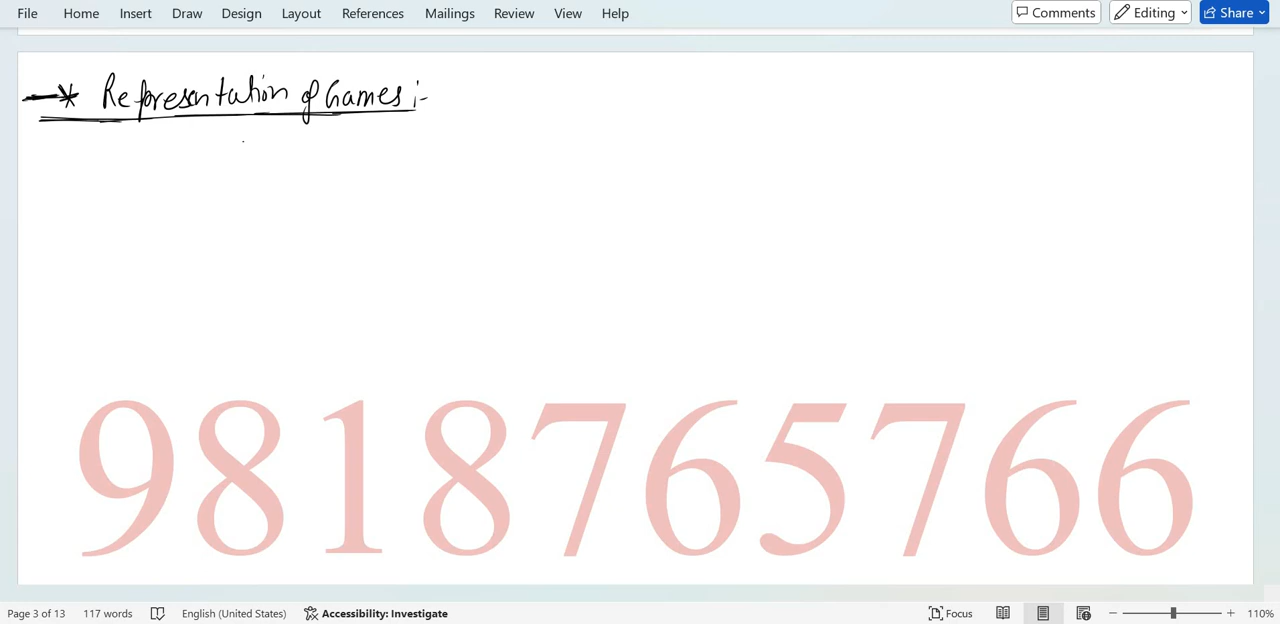 File Home Insert Draw Design Layout References Mailings Review View Help Comments Editing Share
* Representation of Games :-
9818765766
Page 3 of 13 117 words English (United States) Accessibility: Investigate Focus 110%